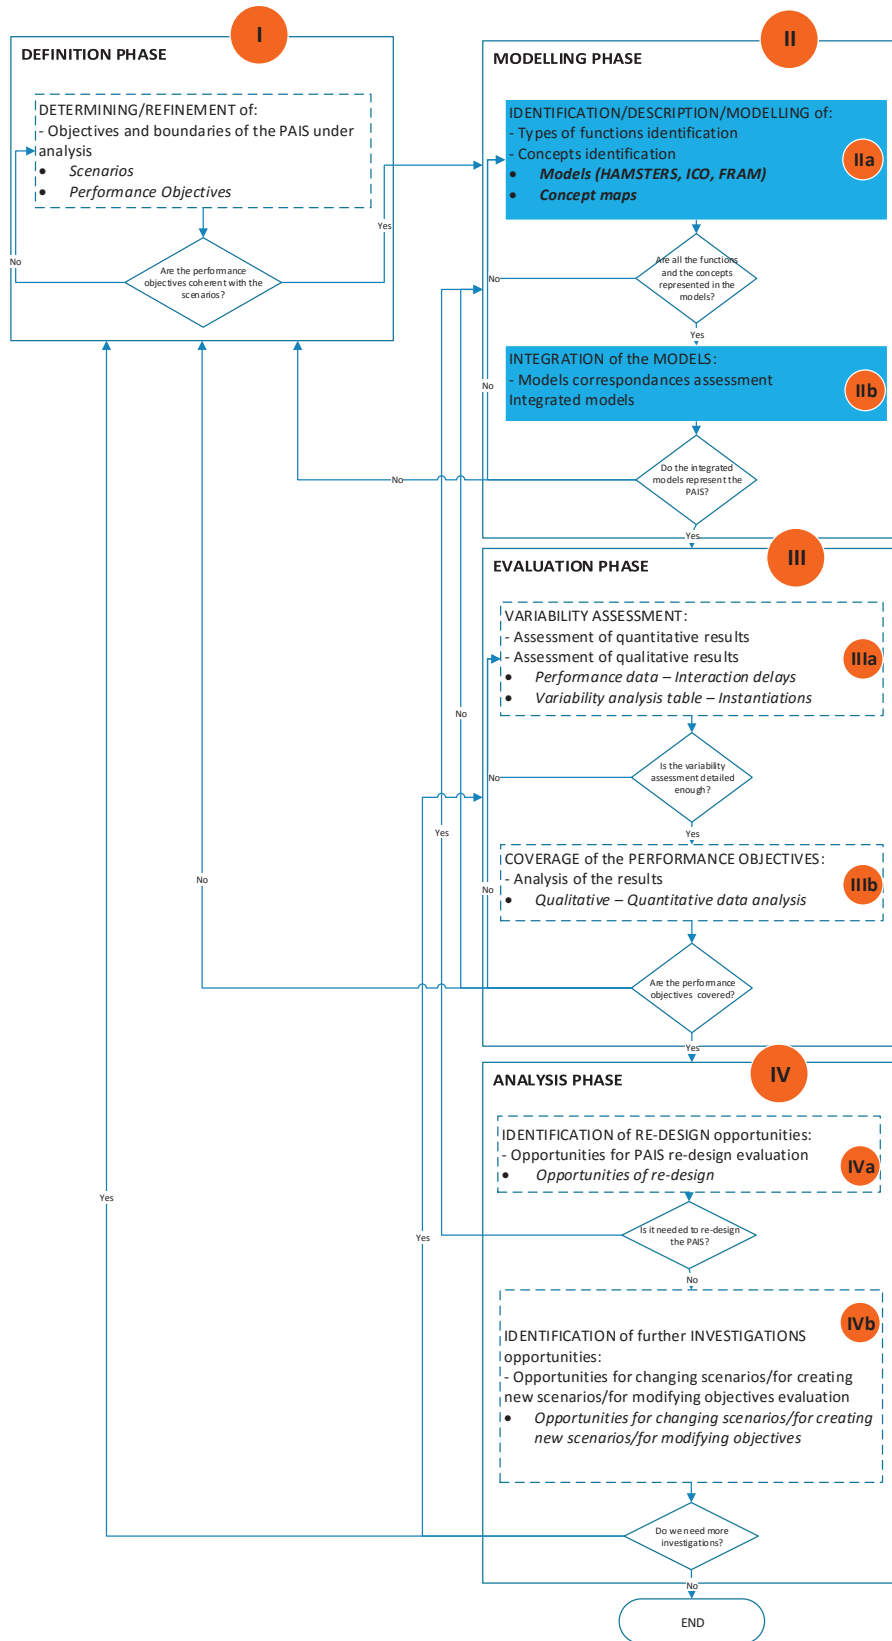 I
DEFINITION PHASE
DETERMINING/REFINEMENT of:
- Objectives and boundaries of the PAIS under
analysis
• Scenarios
• Performance Objectives
Yes
No
Are the performance
objectives coherent with the
scenarios?
II
MODELLING PHASE
IDENTIFICATION/DESCRIPTION/MODELLING of:
- Types of functions identification
- Concepts identification
• Models (HAMSTERS, ICO, FRAM)
• Concept maps
IIa
Are all the functions
and the concepts
represented in the
models?
No
Yes
INTEGRATION of the MODELS:
- Models correspondances assessment
Integrated models
IIb
No
Do the integrated
models represent the
PAIS?
No
Yes
III
EVALUATION PHASE
VARIABILITY ASSESSMENT:
- Assessment of quantitative results
- Assessment of qualitative results
• Performance data – Interaction delays
• Variability analysis table – Instantiations
IIIa
No
Is the variability
assessment detailed
enough?
No
Yes
Yes
COVERAGE of the PERFORMANCE OBJECTIVES:
- Analysis of the results
• Qualitative – Quantitative data analysis
IIIb
No
No
Are the performance
objectives covered?
Yes
IV
ANALYSIS PHASE
IDENTIFICATION of RE-DESIGN opportunities:
- Opportunities for PAIS re-design evaluation
• Opportunities of re-design
IVa
Yes
Yes
Is it needed to re-design
the PAIS?
No
IVb
IDENTIFICATION of further INVESTIGATIONS
opportunities:
- Opportunities for changing scenarios/for creating
new scenarios/for modifying objectives evaluation
• Opportunities for changing scenarios/for creating
new scenarios/for modifying objectives
Do we need more
investigations?
No
END